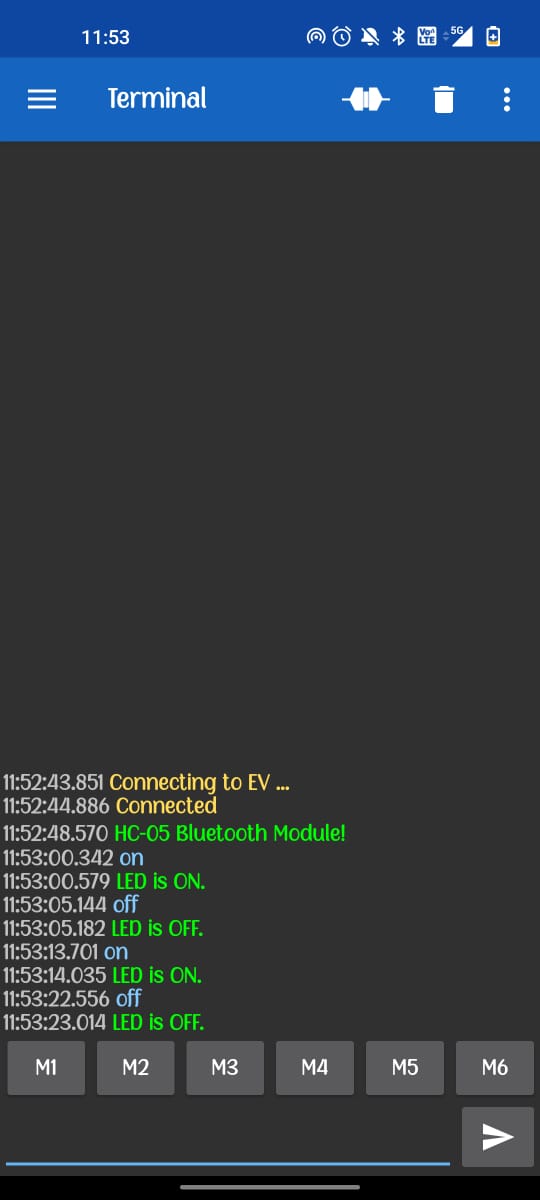 11:53
Vo)) LTE 5G
Terminal
11:52:43.851 Connecting to EV ...
11:52:44.886 Connected
11:52:48.570 HC-05 Bluetooth Module!
11:53:00.342 on
11:53:00.579 LED is ON.
11:53:05.144 off
11:53:05.182 LED is OFF.
11:53:13.701 on
11:53:14.035 LED is ON.
11:53:22.556 off
11:53:23.014 LED is OFF.
M1 M2 M3 M4 M5 M6